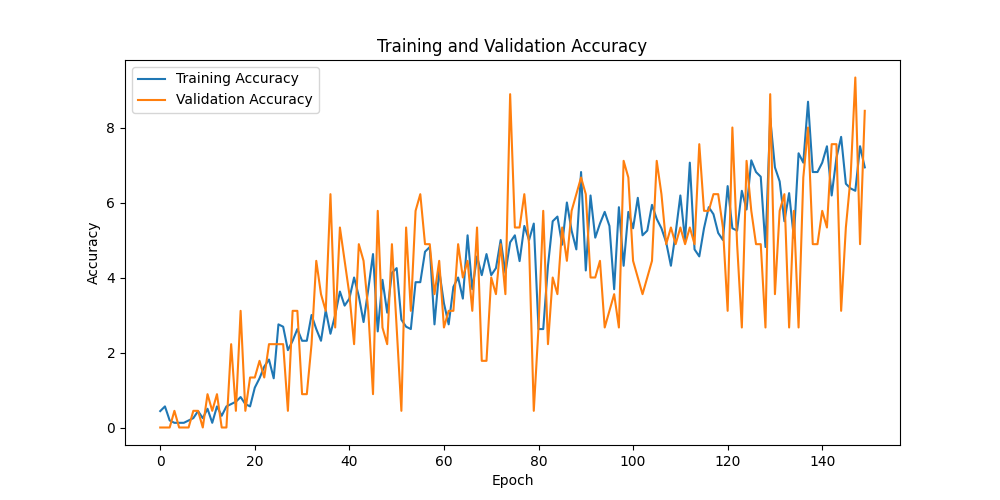 Training and Validation Accuracy
Training Accuracy
Validation Accuracy
Accuracy
8
6
4
2
0
0 20 40 60 80 100 120 140
Epoch